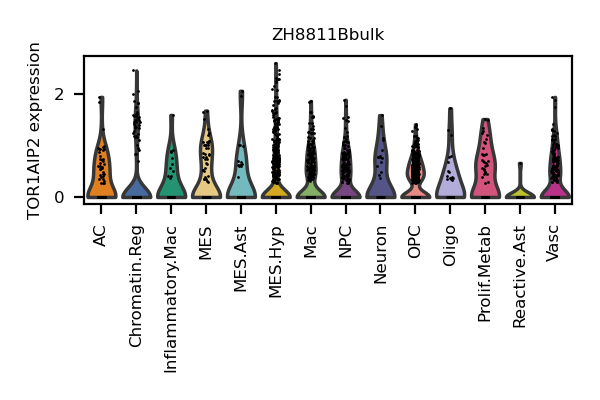 ZH8811Bbulk
TOR1AIP2 expression
2
0
AC
Chromatin.Reg
Inflammatory.Mac
MES
MES.Ast
MES.Hyp
Mac
NPC
Neuron
OPC
Oligo
Prolif.Metab
Reactive.Ast
Vasc